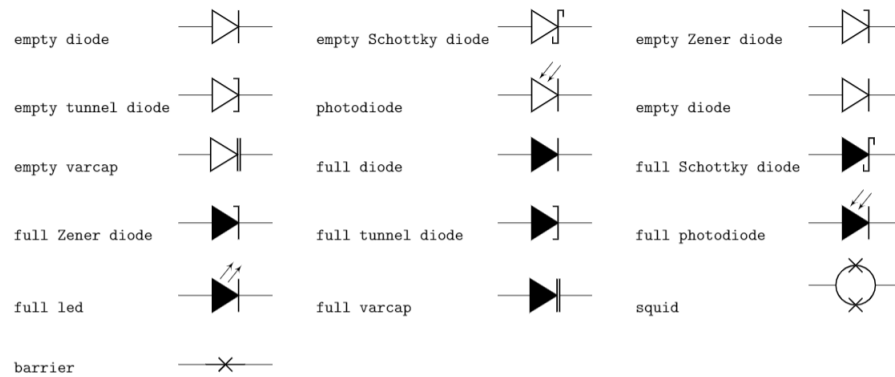 empty diode
empty Schottky diode
empty Zener diode
empty tunnel diode
photodiode
empty diode
empty varcap
full diode
full Schottky diode
full Zener diode
full tunnel diode
full photodiode
full led
full varcap
squid
barrier